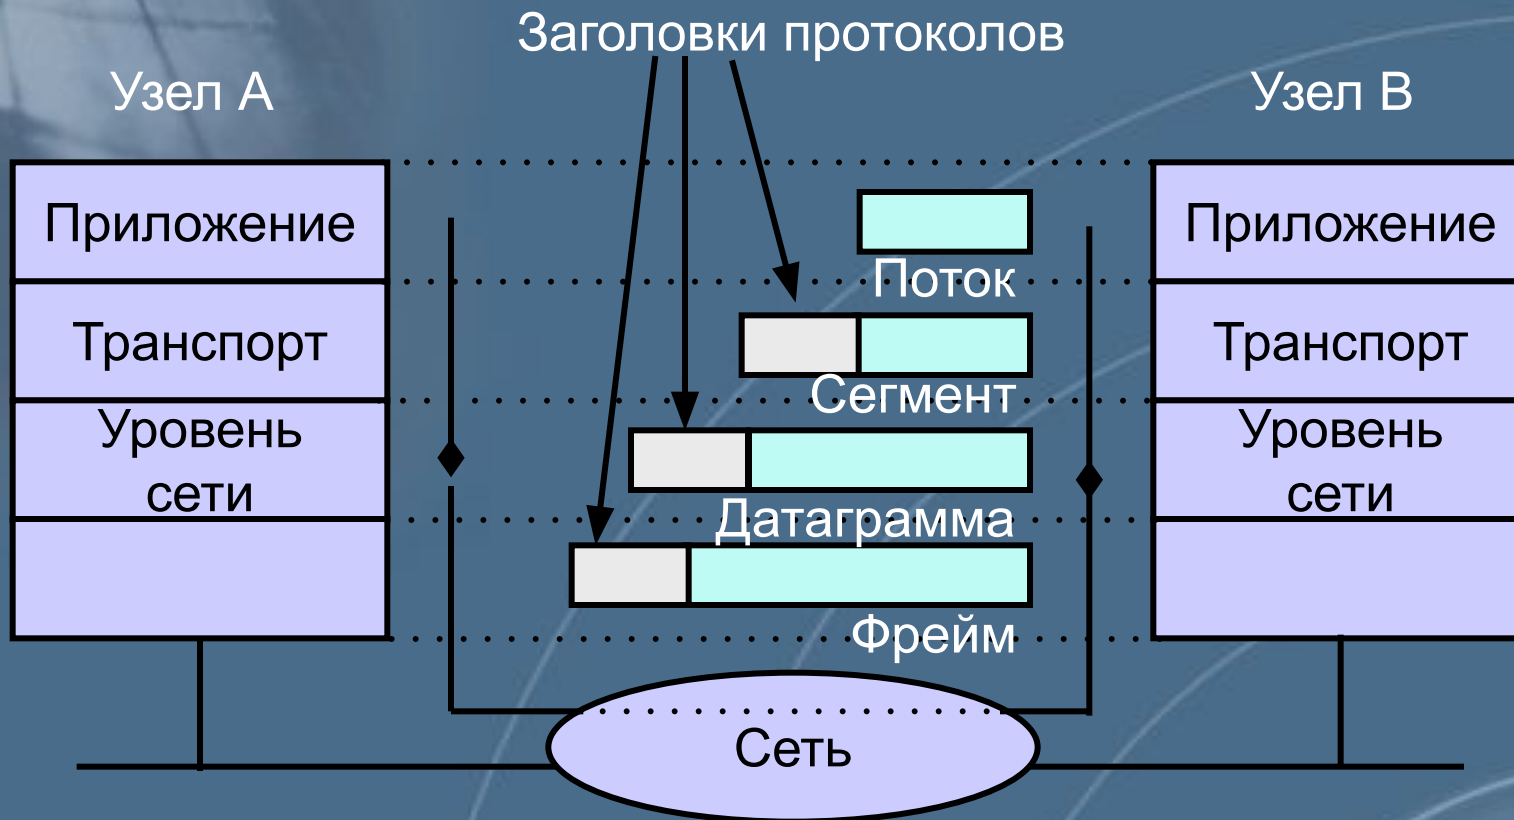 Заголовки протоколов
Узел А
Узел В
Приложение
Транспорт
Уровень
сети
Поток
Сегмент
Датаграмма
Фрейм
Приложение
Транспорт
Уровень
сети
Сеть